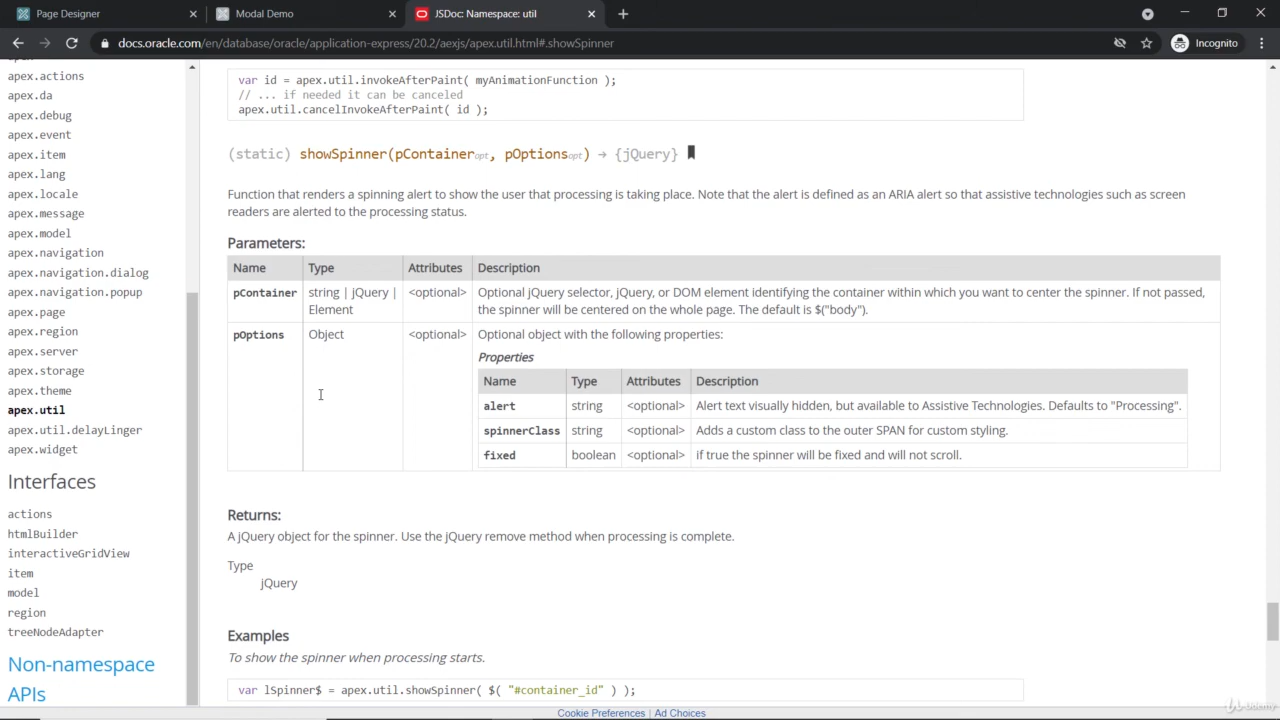 Page Designer
Modal Demo
JSDoc: Namespace: util
docs.oracle.com/en/database/oracle/application-express/20.2/aexjs/apex.util.html#.showSpinner
Incognito
apex.actions
apex.da
apex.debug
apex.event
apex.item
apex.lang
apex.locale
apex.message
apex.model
apex.navigation
apex.navigation.dialog
apex.navigation.popup
apex.page
apex.region
apex.server
apex.storage
apex.theme
apex.util
apex.util.delayLinger
apex.widget
Interfaces
actions
htmlBuilder
interactiveGridView
item
model
region
treeNodeAdapter
Non-namespace
APIs
var id = apex.util.invokeAfterPaint( myAnimationFunction );
// ... if needed it can be canceled
apex.util.cancelInvokeAfterPaint( id );
(static) showSpinner(pContaineropt, pOptionsopt) → {jQuery}
Function that renders a spinning alert to show the user that processing is taking place. Note that the alert is defined as an ARIA alert so that assistive technologies such as screen
readers are alerted to the processing status.
Parameters:
Name Type Attributes Description
pContainer string | jQuery | <optional> Optional jQuery selector, jQuery, or DOM element identifying the container within which you want to center the spinner. If not passed,
Element the spinner will be centered on the whole page. The default is $("body").
pOptions Object <optional> Optional object with the following properties:
Properties
Name Type Attributes Description
alert string <optional> Alert text visually hidden, but available to Assistive Technologies. Defaults to "Processing".
spinnerClass string <optional> Adds a custom class to the outer SPAN for custom styling.
fixed boolean <optional> if true the spinner will be fixed and will not scroll.
Returns:
A jQuery object for the spinner. Use the jQuery remove method when processing is complete.
Type
jQuery
Examples
To show the spinner when processing starts.
var lSpinner$ = apex.util.showSpinner( $( "#container_id" ) );
Cookie Preferences | Ad Choices
Udemy